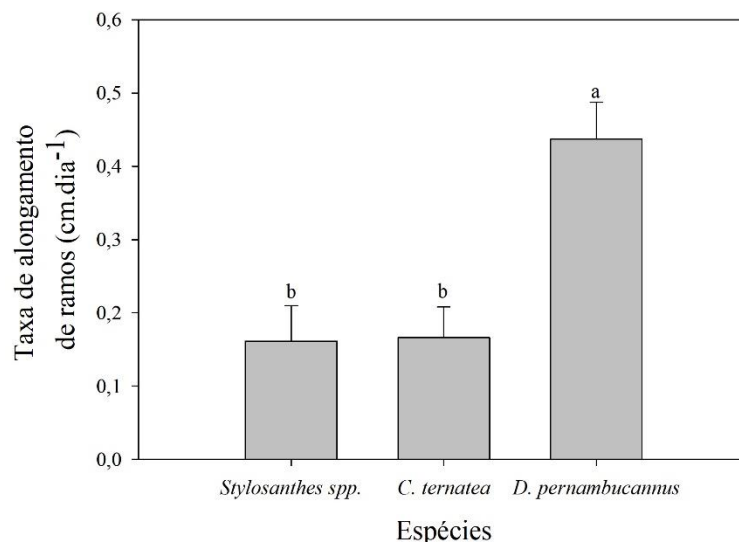 0,6
0,5
0,4
0,3
0,2
0,1
0,0
Taxa de alongamento
de ramos (cm.dia-1)
b
b
a
Stylosanthes spp.
C. ternatea
D. pernambucannus
Espécies